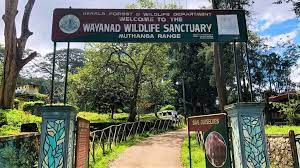 KERALA FOREST & WILDLIFE DEPARTMENT
WELCOME TO THE
WAYANAD WILDLIFE SANCTUARY
MUTHANGA RANGE